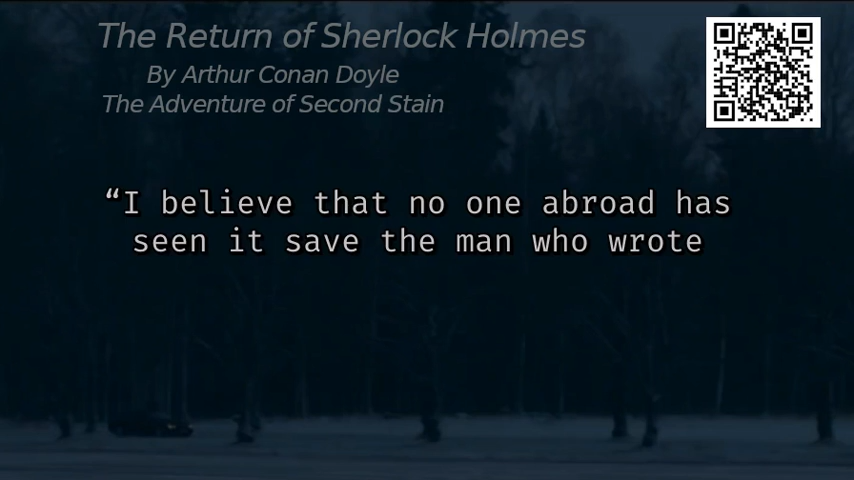 The Return of Sherlock Holmes
By Arthur Conan Doyle
The Adventure of Second Stain
“I believe that no one abroad has
seen it save the man who wrote